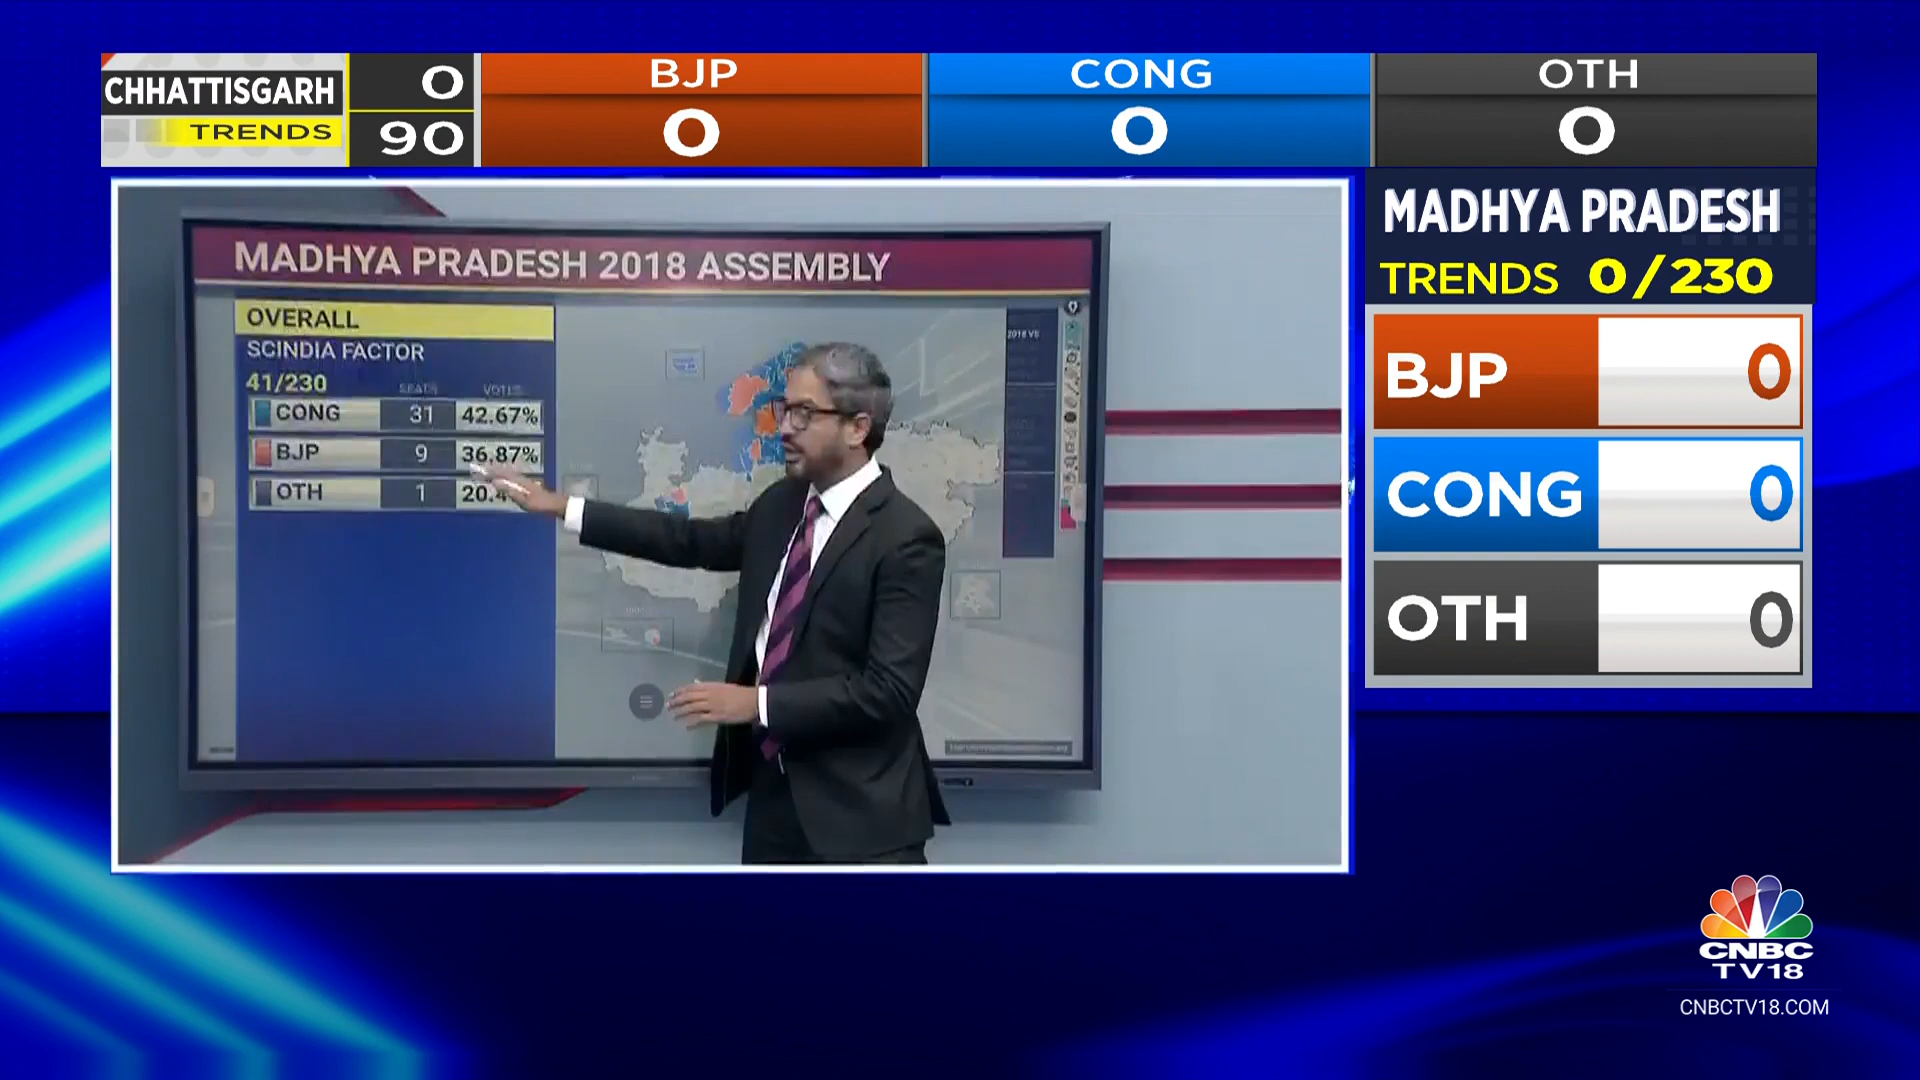 CHHATTISGARH
TRENDS
0
90
BJP
0
CONG
0
OTH
0
MADHYA PRADESH
TRENDS 0/230
BJP 0
CONG 0
OTH 0
MADHYA PRADESH 2018 ASSEMBLY
OVERALL
SCINDIA FACTOR
41/230
SEATS VOTES
CONG 31 42.67%
BJP 9 36.87%
OTH 1
2018 VS
CNBC
TV18
CNBCTV18.COM